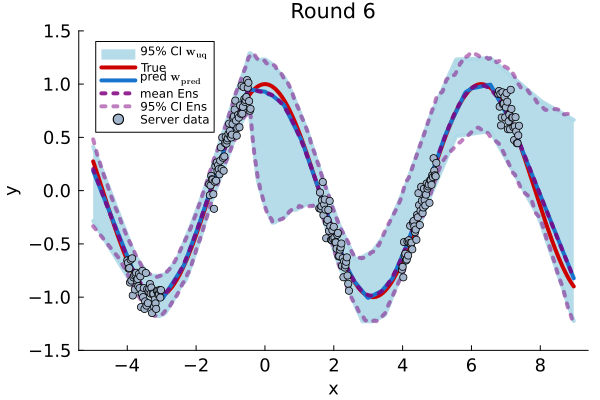 Round 6
1.5
1.0
0.5
0.0
−0.5
−1.0
−1.5
y
95% CI w_uq
True
pred w_pred
mean Ens
95% CI Ens
Server data
−4 −2 0 2 4 6 8
x